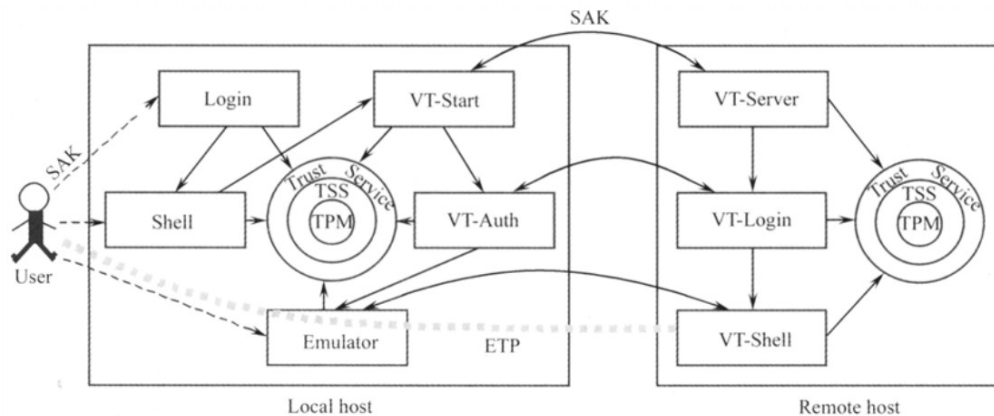 SAK
Login
VT-Start
VT-Server
SAK
Trust Service
TSS
TPM
Trust Service
TSS
TPM
Shell
VT-Auth
VT-Login
User
Emulator
ETP
VT-Shell
Local host
Remote host